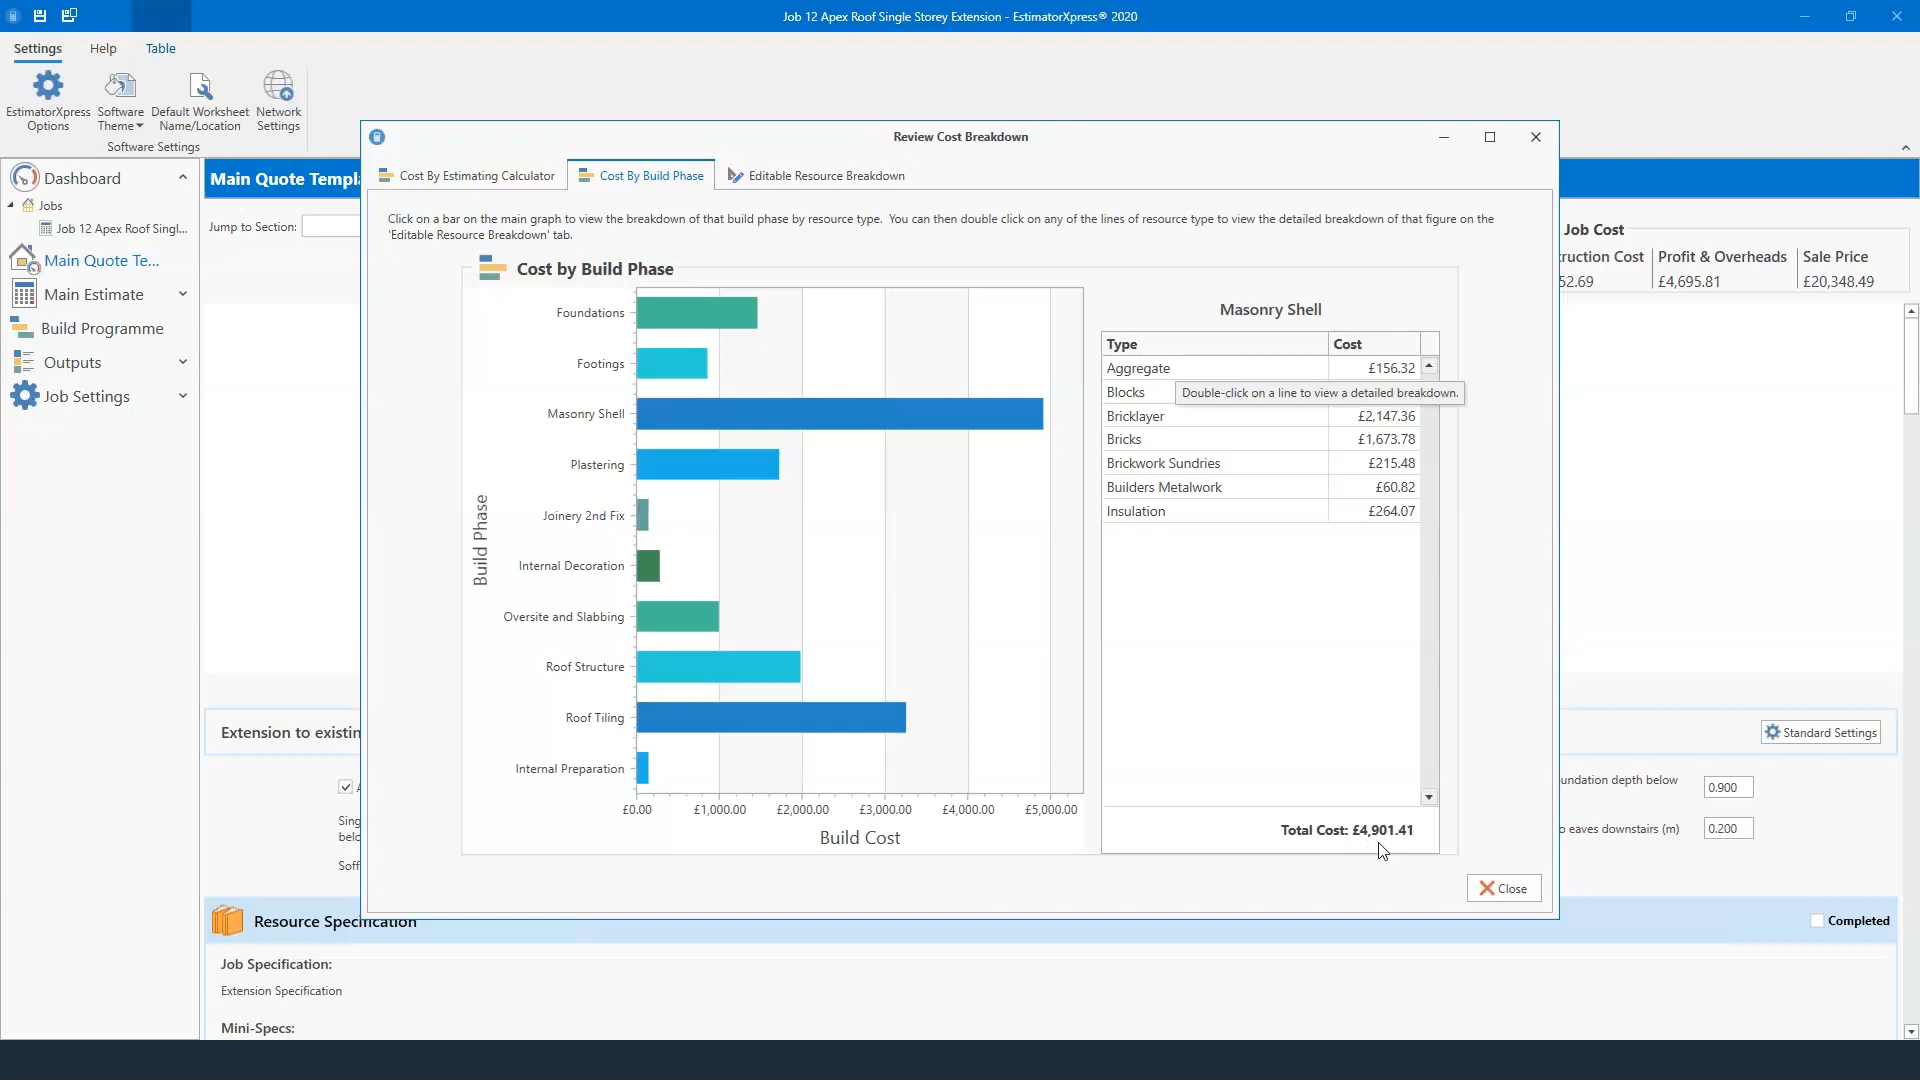 Job 12 Apex Roof Single Storey Extension - EstimatorXpress® 2020
Settings
Help
Table
EstimatorXpress
Options
Software
Theme
Default Worksheet
Name/Location
Network
Settings
Software Settings
Dashboard
Jobs
Job 12 Apex Roof Singl...
Main Quote Te...
Main Estimate
Build Programme
Outputs
Job Settings
Main Quote Templ
Jump to Section:
Review Cost Breakdown
Cost By Estimating Calculator
Cost By Build Phase
Editable Resource Breakdown
Click on a bar on the main graph to view the breakdown of that build phase by resource type. You can then double click on any of the lines of resource type to view the detailed breakdown of that figure on the
'Editable Resource Breakdown' tab.
Cost by Build Phase
Build Phase
Foundations
Footings
Masonry Shell
Plastering
Joinery 2nd Fix
Internal Decoration
Oversite and Slabbing
Roof Structure
Roof Tiling
Internal Preparation
£0.00 £1,000.00 £2,000.00 £3,000.00 £4,000.00 £5,000.00
Build Cost
Masonry Shell
Type Cost
Aggregate £156.32
Blocks
Double-click on a line to view a detailed breakdown.
Bricklayer £2,147.36
Bricks £1,673.78
Brickwork Sundries £215.48
Builders Metalwork £60.82
Insulation £264.07
Total Cost: £4,901.41
Close
Job Cost
ruction Cost Profit & Overheads Sale Price
52.69 £4,695.81 £20,348.49
Extension to existin
Standard Settings
Sing
belo
Soff
undation depth below
0.900
o eaves downstairs (m)
0.200
Resource Specification
Completed
Job Specification:
Extension Specification
Mini-Specs: